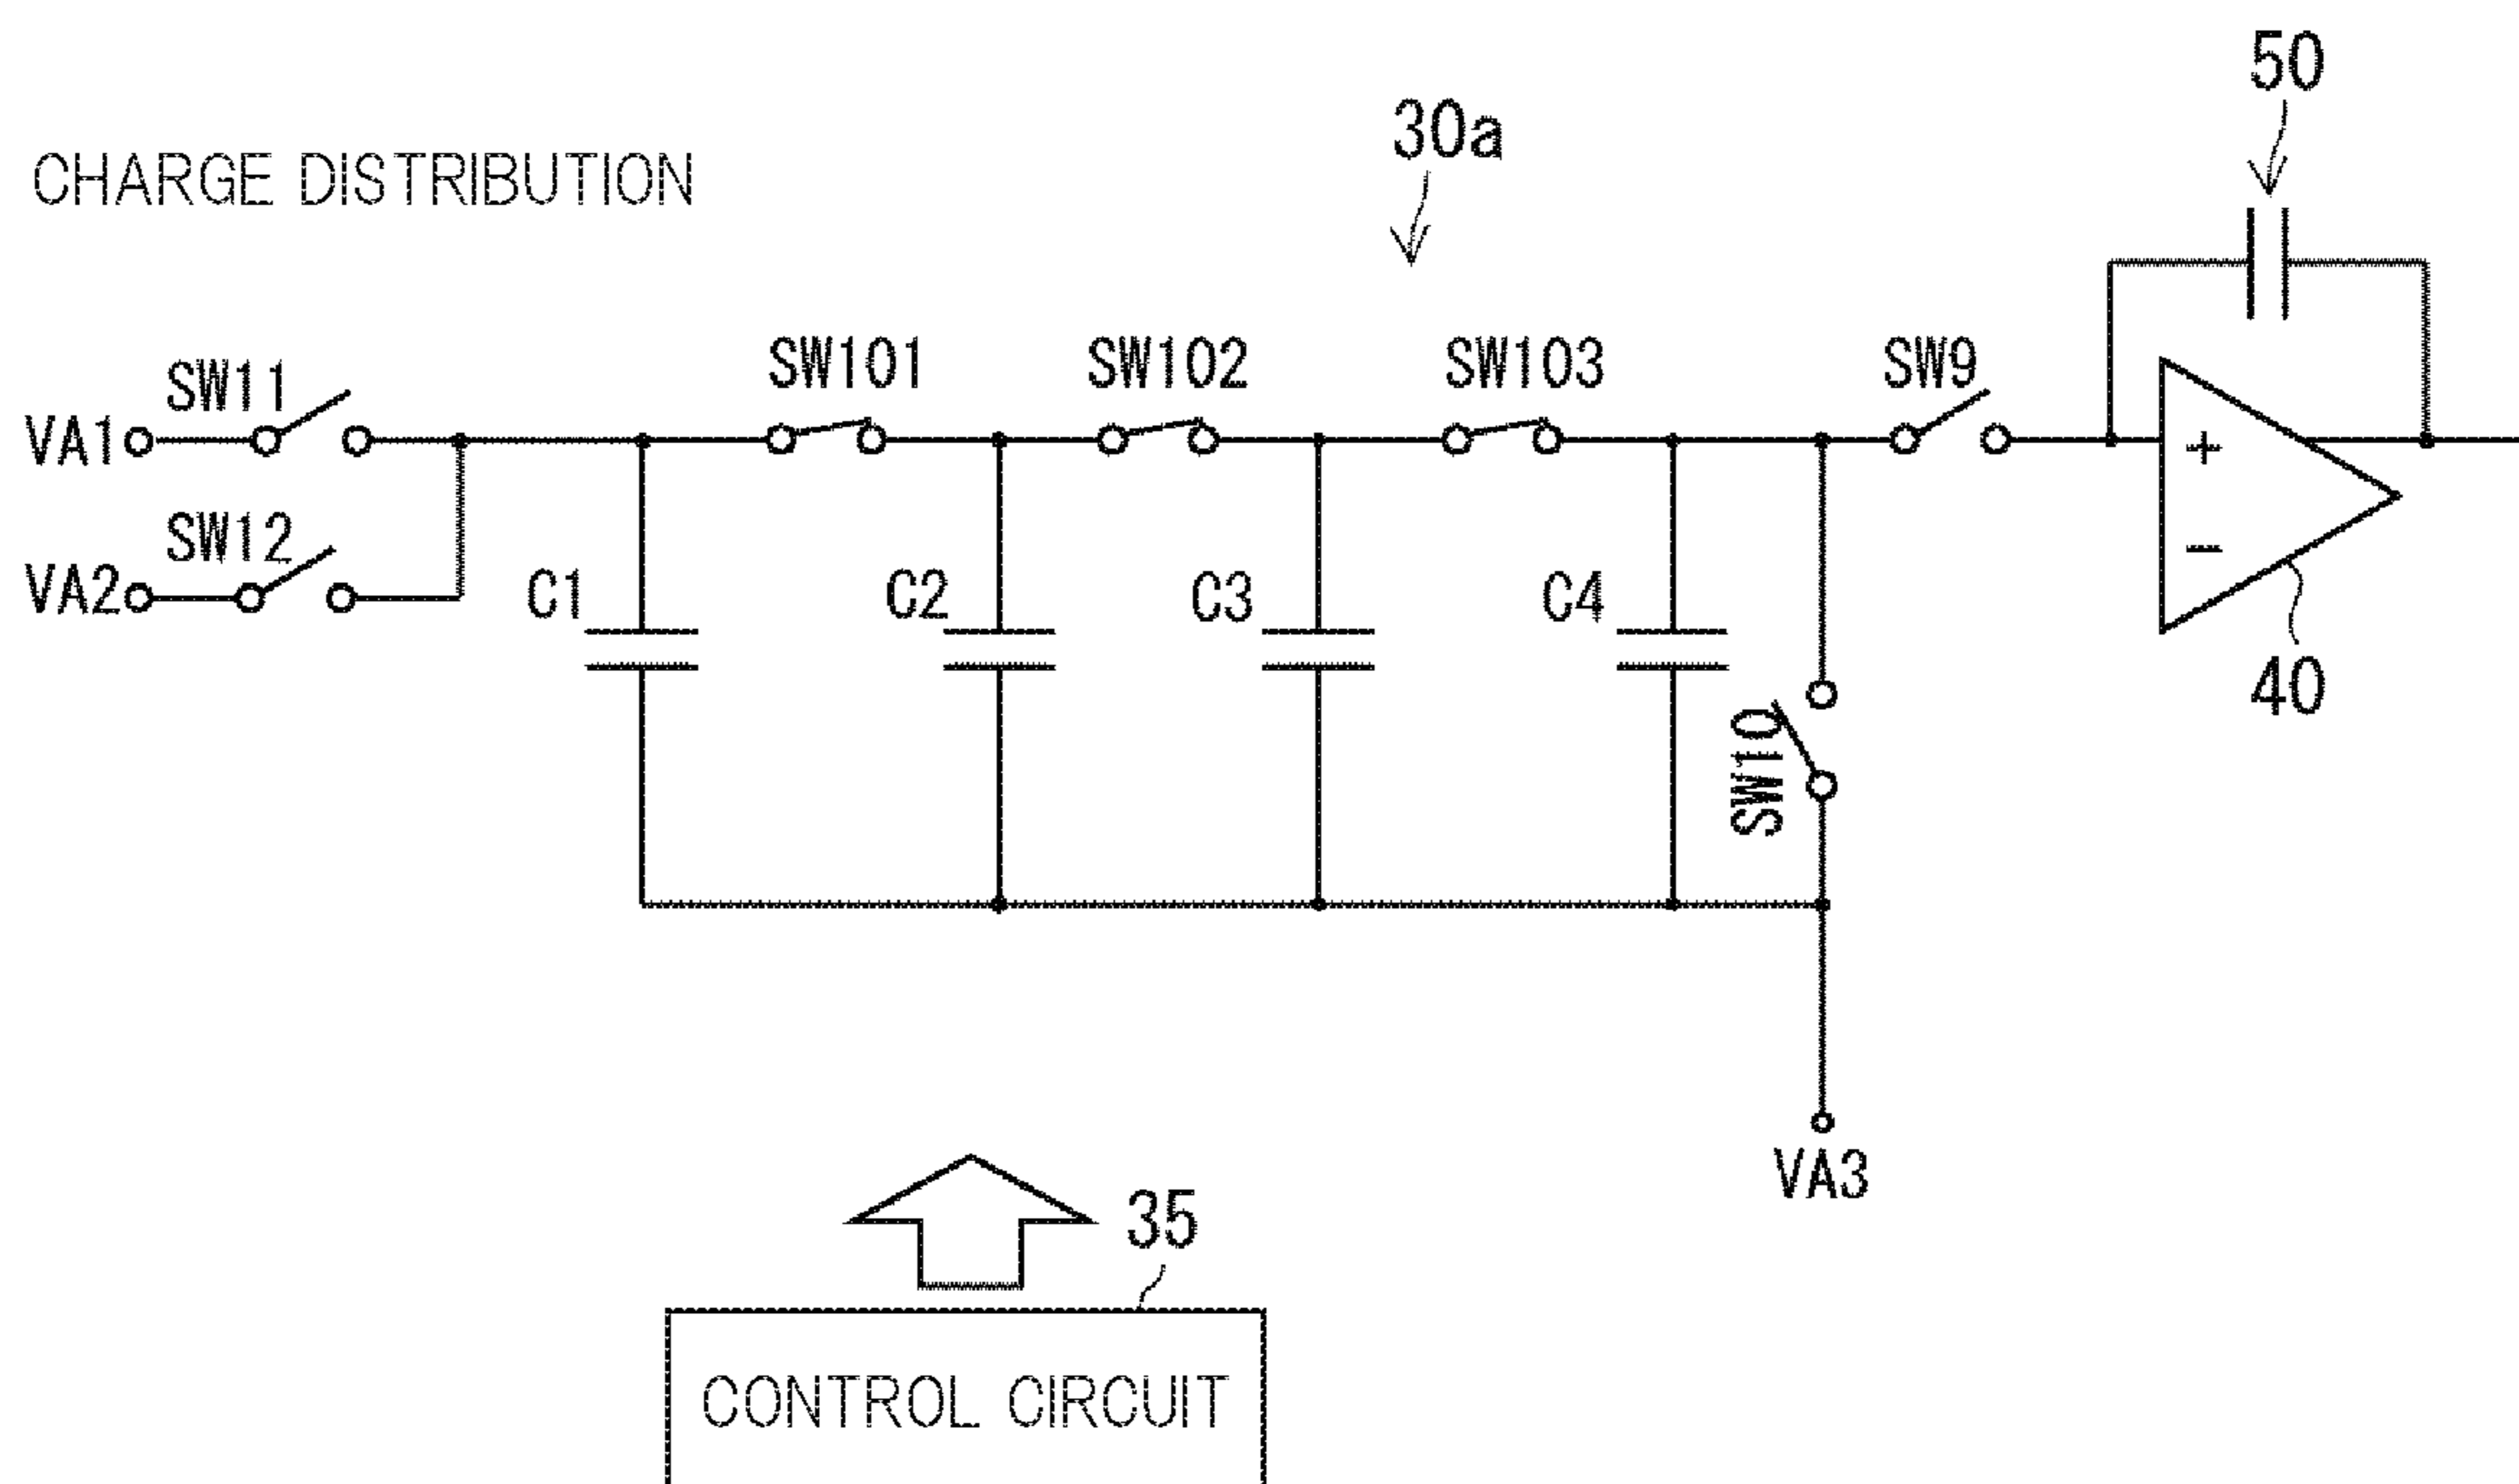 50
30a
CHARGE DISTRIBUTION
SW101 SW102 SW103 SW9
SW11
VA1
+
SW12
VA2 C1 C2 C3 C4
−
40
SW10
VA3
35
CONTROL CIRCUIT